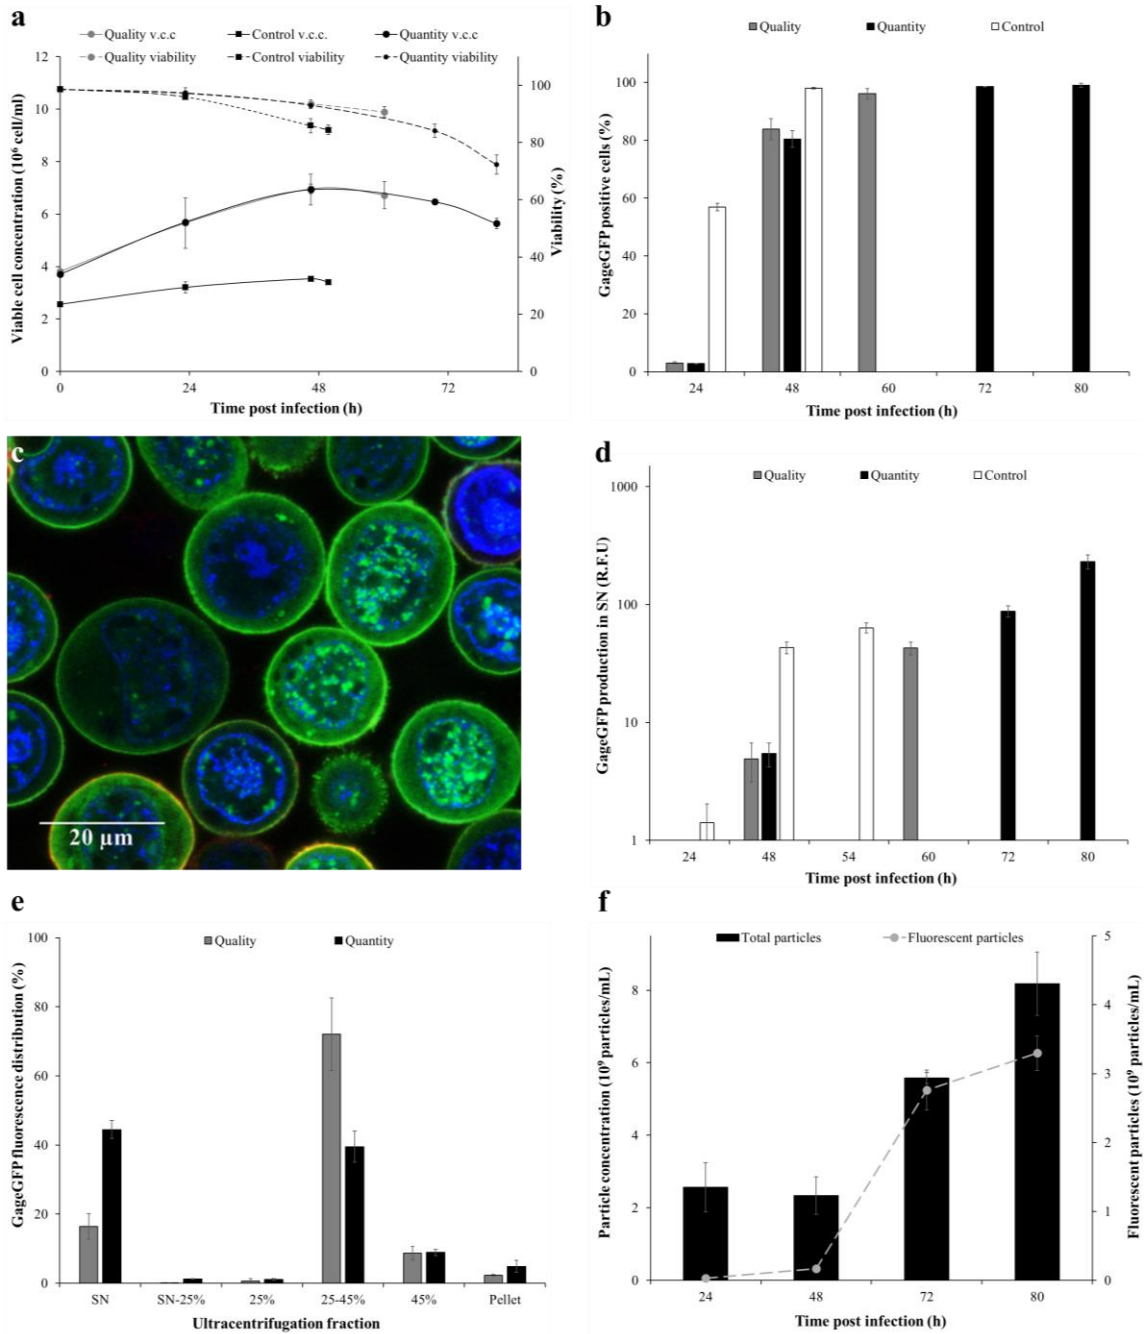 a
Quality v.c.c
Control v.c.c.
Quantity v.c.c
Quality viability
Control viability
Quantity viability
Viable cell concentration (10⁶ cell/ml)
12
10
8
6
4
2
0
100
80
60
40
20
0
Viability (%)
0
24
48
72
Time post infection (h)
b
Quality
Quantity
Control
GageGFP positive cells (%)
100
80
60
40
20
0
24
48
60
72
80
Time post infection (h)
c
20 µm
d
Quality
Quantity
Control
GageGFP production in SN (R.F.U)
1000
100
10
1
24
48
54
60
72
80
Time post infection (h)
e
Quality
Quantity
GageGFP fluorescence distribution (%)
100
80
60
40
20
0
SN
SN-25%
25%
25-45%
45%
Pellet
Ultracentrifugation fraction
f
Total particles
Fluorescent particles
Particle concentration (10⁹ particles/mL)
8
6
4
2
0
5
4
3
2
1
0
Fluorescent particles (10⁹ particles/mL)
24
48
72
80
Time post infection (h)